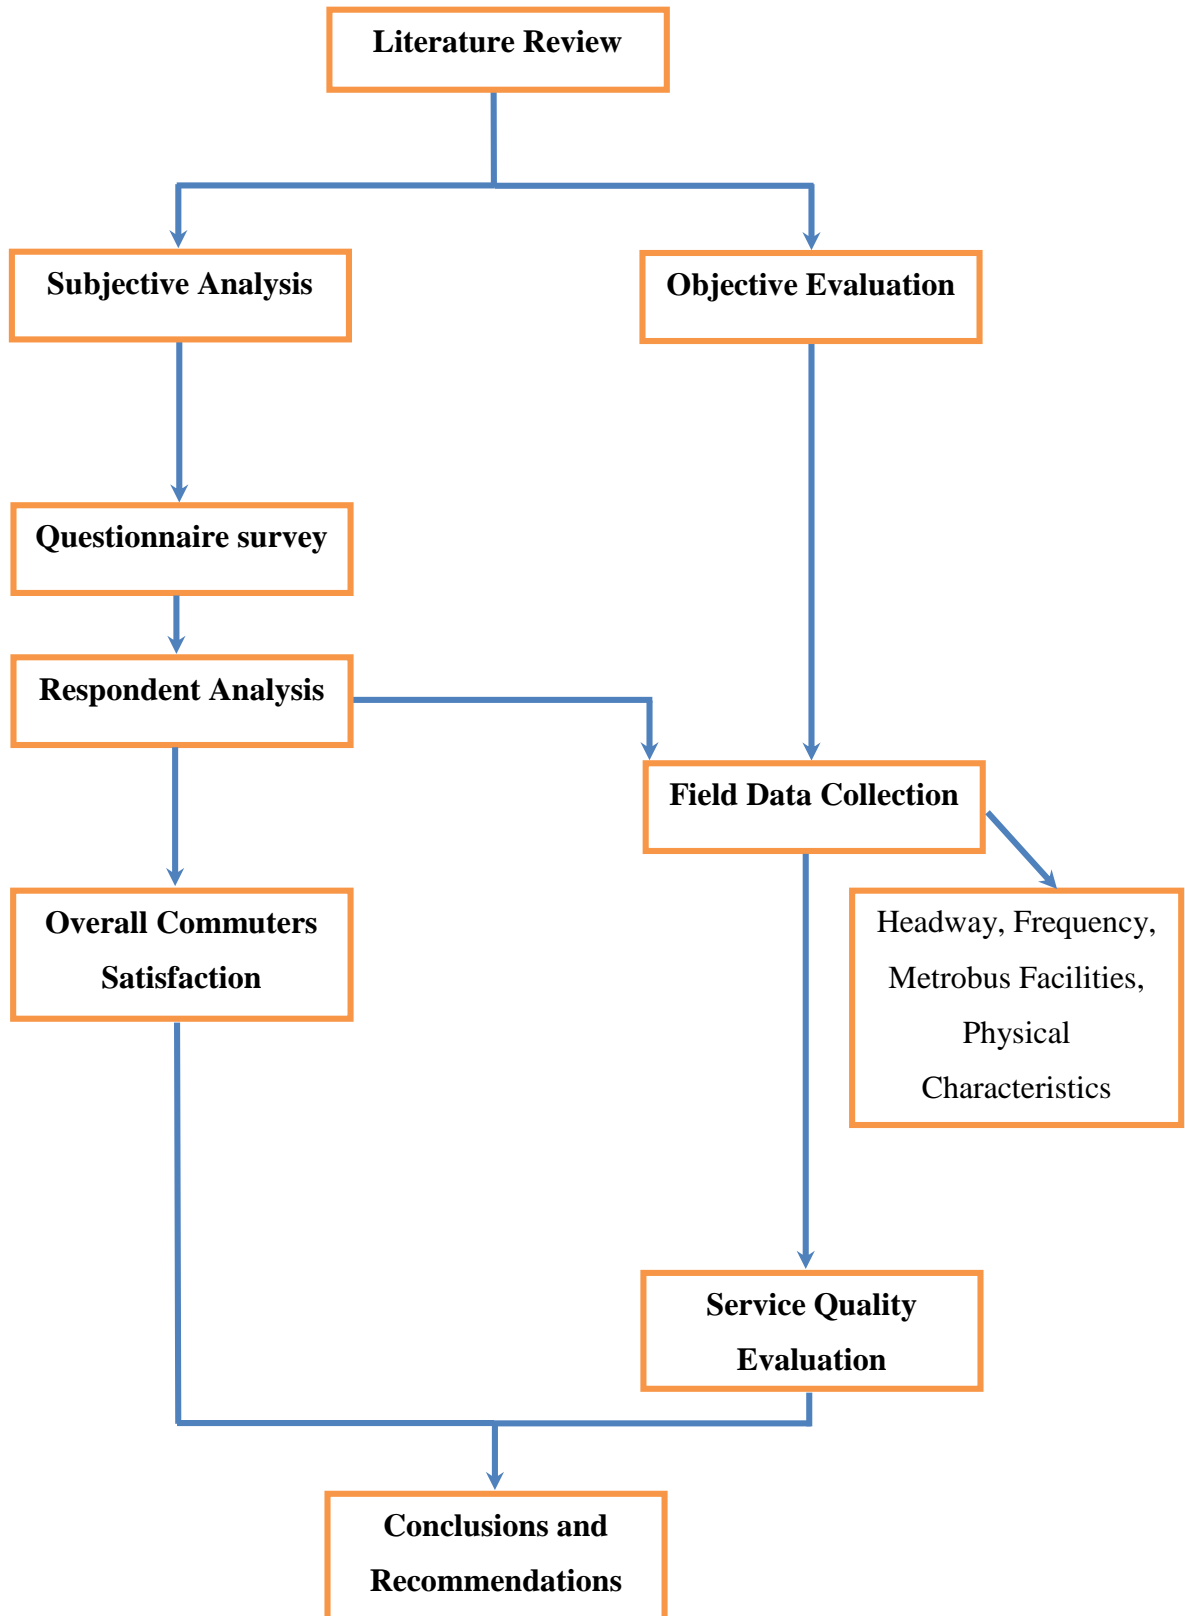 Literature Review
Subjective Analysis
Objective Evaluation
Questionnaire survey
Respondent Analysis
Field Data Collection
Overall Commuters
Satisfaction
Headway, Frequency,
Metrobus Facilities,
Physical
Characteristics
Service Quality
Evaluation
Conclusions and
Recommendations